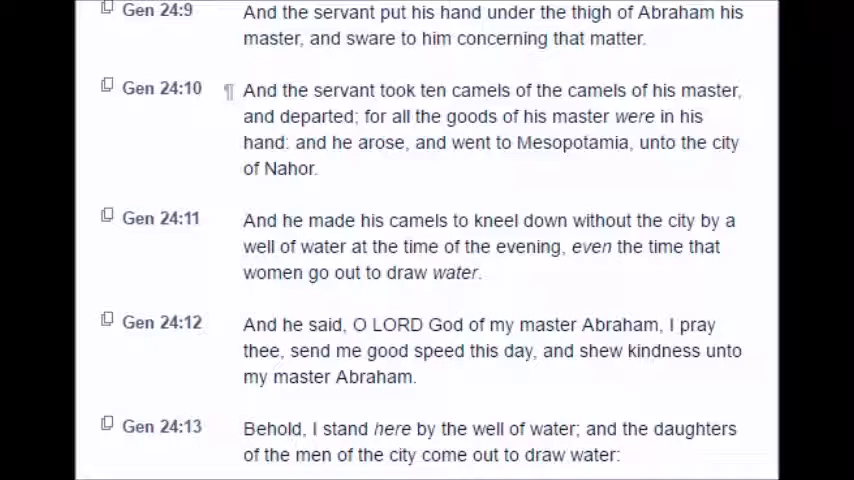 Gen 24:9 And the servant put his hand under the thigh of Abraham his
master, and sware to him concerning that matter.
Gen 24:10 ¶ And the servant took ten camels of the camels of his master,
and departed; for all the goods of his master were in his
hand: and he arose, and went to Mesopotamia, unto the city
of Nahor.
Gen 24:11 And he made his camels to kneel down without the city by a
well of water at the time of the evening, even the time that
women go out to draw water.
Gen 24:12 And he said, O LORD God of my master Abraham, I pray
thee, send me good speed this day, and shew kindness unto
my master Abraham.
Gen 24:13 Behold, I stand here by the well of water; and the daughters
of the men of the city come out to draw water: